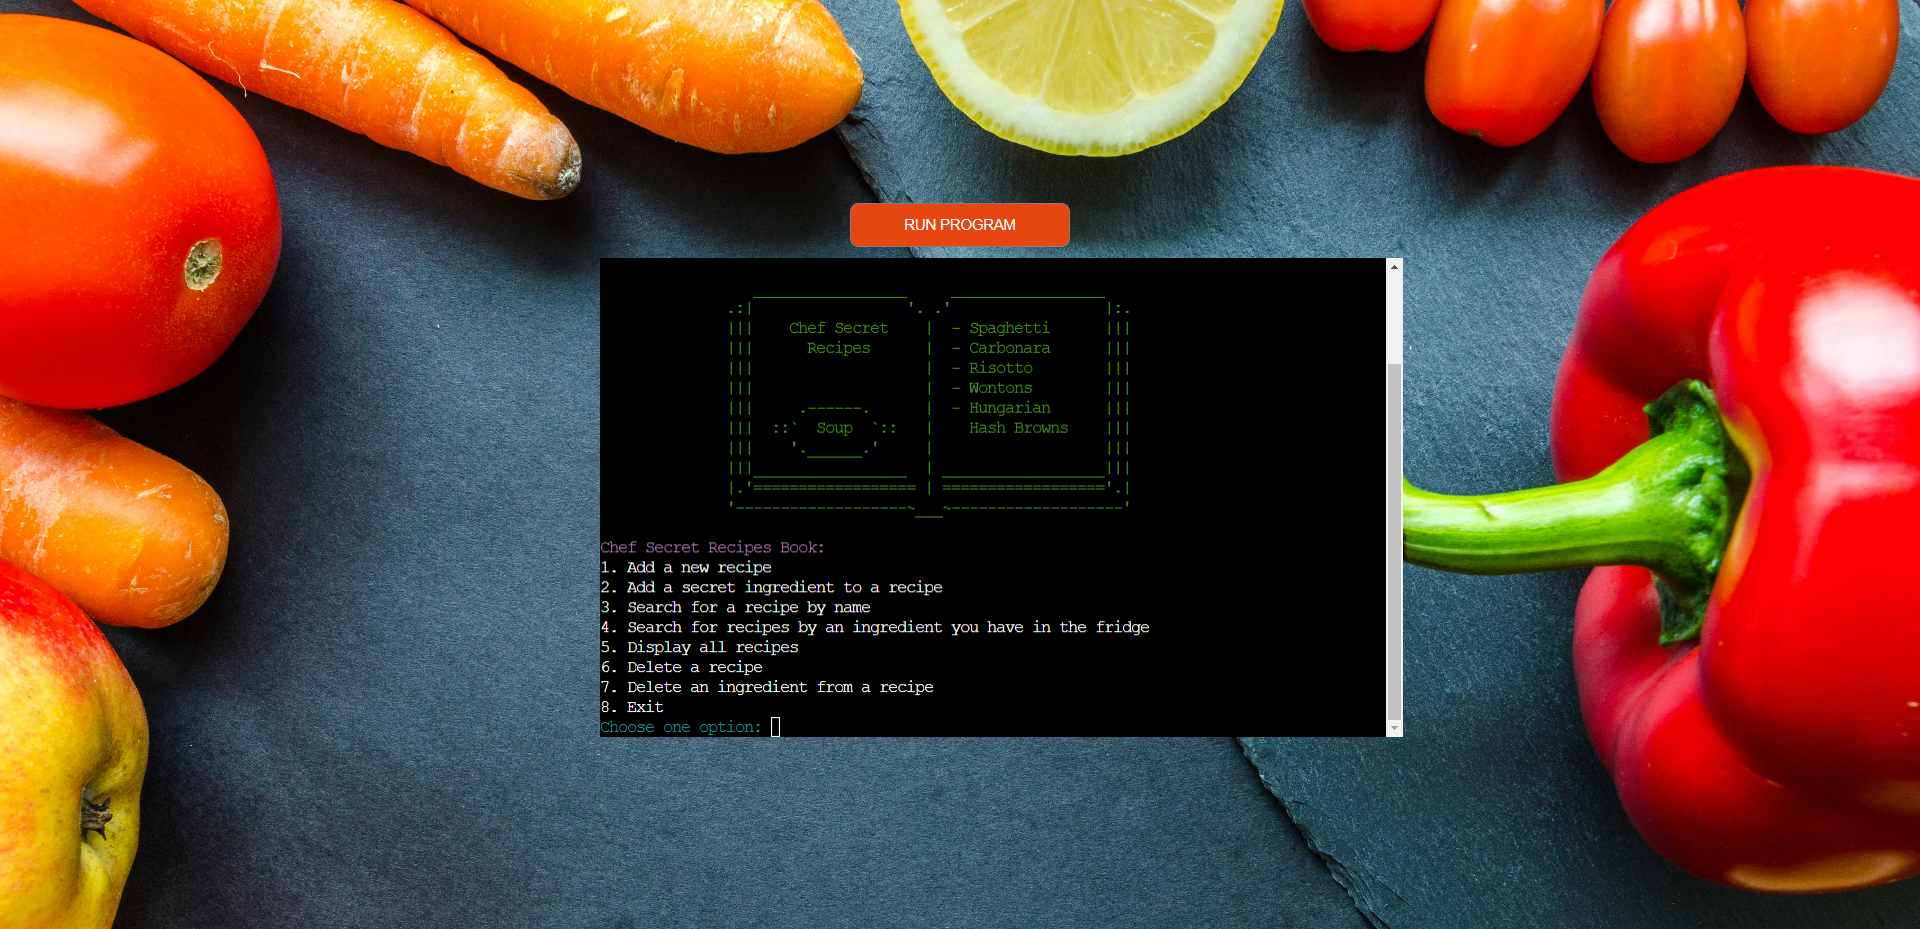 RUN PROGRAM
Chef Secret
Recipes
Soup
- Spaghetti
- Carbonara
- Risotto
- Wontons
- Hungarian
Hash Browns
Chef Secret Recipes Book:
1. Add a new recipe
2. Add a secret ingredient to a recipe
3. Search for a recipe by name
4. Search for recipes by an ingredient you have in the fridge
5. Display all recipes
6. Delete a recipe
7. Delete an ingredient from a recipe
8. Exit
Choose one option: